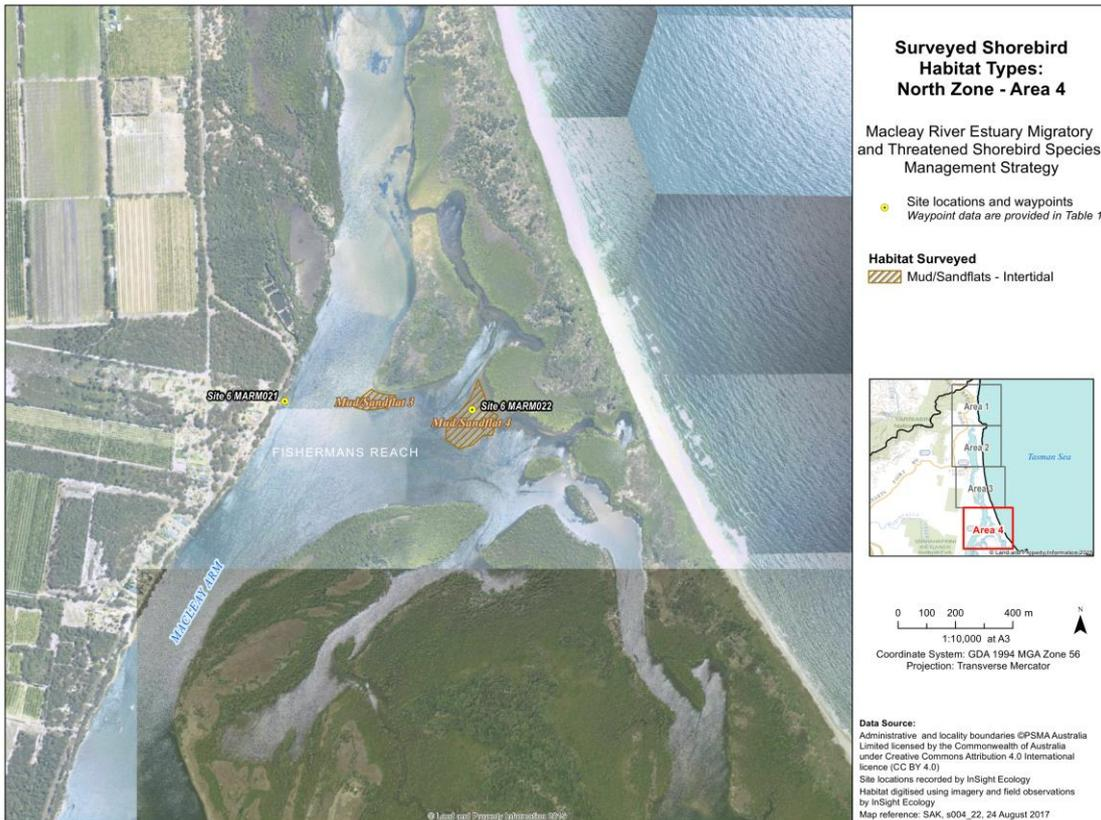 Surveyed Shorebird
Habitat Types:
North Zone - Area 4
Macleay River Estuary Migratory
and Threatened Shorebird Species
Management Strategy
Site locations and waypoints
Waypoint data are provided in Table 1
Habitat Surveyed
Mud/Sandflats - Intertidal
Site 6 MARM021
Mud/Sandflat 3
Site 6 MARM022
Mud/Sandflat 4
FISHERMANS REACH
MACLEAY ARM
© Land and Property Information 2015
Area 1
Area 2
Tasman Sea
Area 3
Area 4
© Land and Property Information 2015
0 100 200 400 m
N
1:10,000 at A3
Coordinate System: GDA 1994 MGA Zone 56
Projection: Transverse Mercator
Data Source:
Administrative and locality boundaries ©PSMA Australia
Limited licensed by the Commonwealth of Australia
under Creative Commons Attribution 4.0 International
licence (CC BY 4.0)
Site locations recorded by InSight Ecology
Habitat digitised using imagery and field observations
by InSight Ecology
Map reference: SAK, s004_22, 24 August 2017